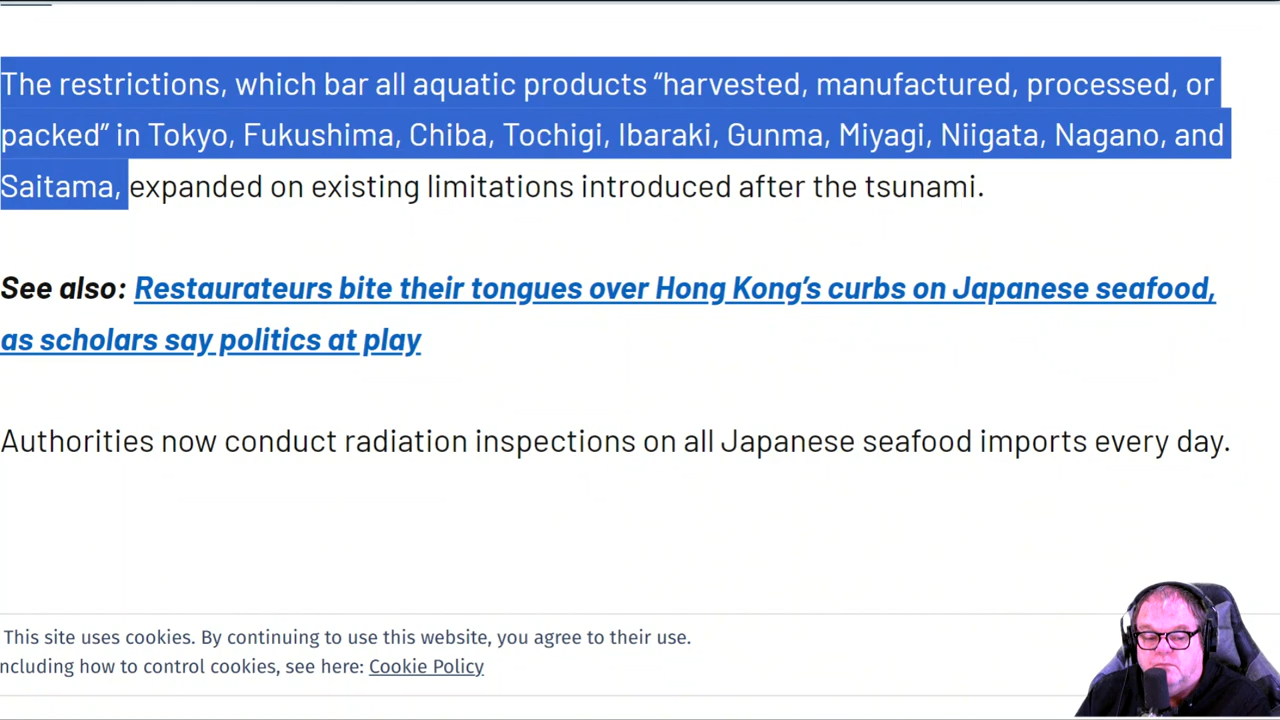 The restrictions, which bar all aquatic products “harvested, manufactured, processed, or
packed” in Tokyo, Fukushima, Chiba, Tochigi, Ibaraki, Gunma, Miyagi, Niigata, Nagano, and
Saitama, expanded on existing limitations introduced after the tsunami.
See also: Restaurateurs bite their tongues over Hong Kong’s curbs on Japanese seafood,
as scholars say politics at play
Authorities now conduct radiation inspections on all Japanese seafood imports every day.
This site uses cookies. By continuing to use this website, you agree to their use.
ncluding how to control cookies, see here: Cookie Policy